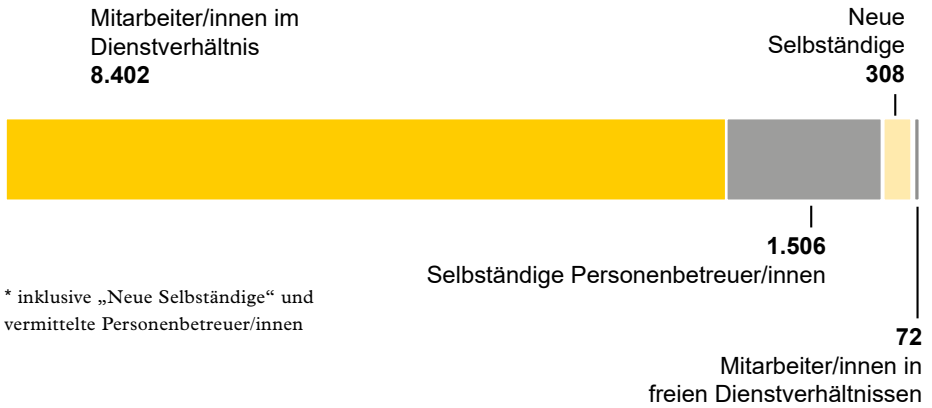 Mitarbeiter/innen im
Dienstverhältnis
8.402
Neue
Selbständige
308
1.506
Selbständige Personenbetreuer/innen
* inklusive „Neue Selbständige“ und
vermittelte Personenbetreuer/innen
72
Mitarbeiter/innen in
freien Dienstverhältnissen